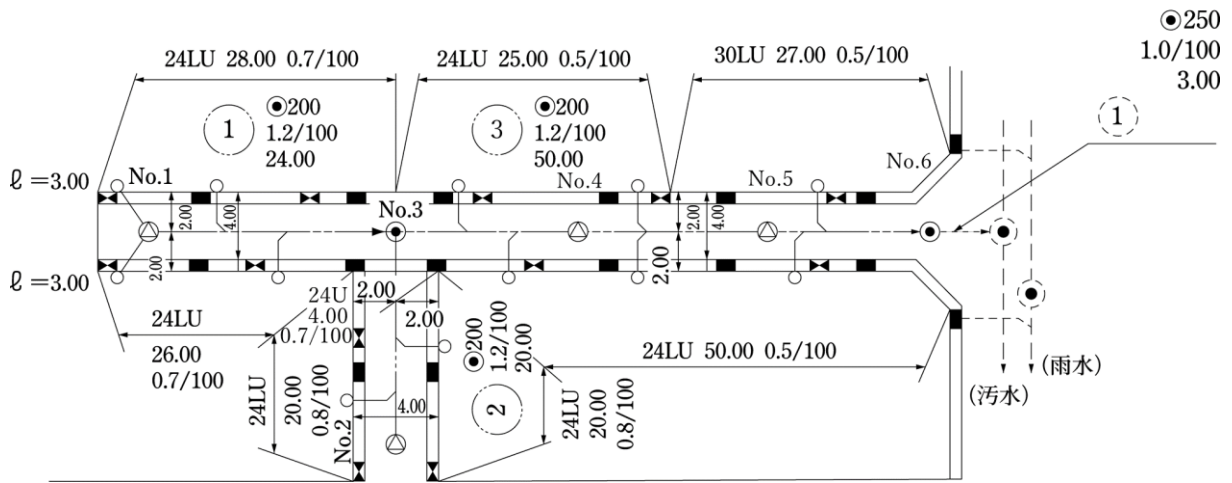 24LU 28.00 0.7/100
24LU 25.00 0.5/100
30LU 27.00 0.5/100
250
1.0/100
3.00
1
1
200
1.2/100
24.00
3
200
1.2/100
50.00
ℓ=3.00
No.1
No.3
No.4
No.5
No.6
2.00
4.00
2.00
2.00
4.00
2.00
ℓ=3.00
24LU
26.00
0.7/100
24U
4.00
0.7/100
2.00
2.00
24LU
20.00
0.8/100
No.2
4.00
200
1.2/100
20.00
2
24LU
20.00
0.8/100
24LU 50.00 0.5/100
(雨水)
(汚水)